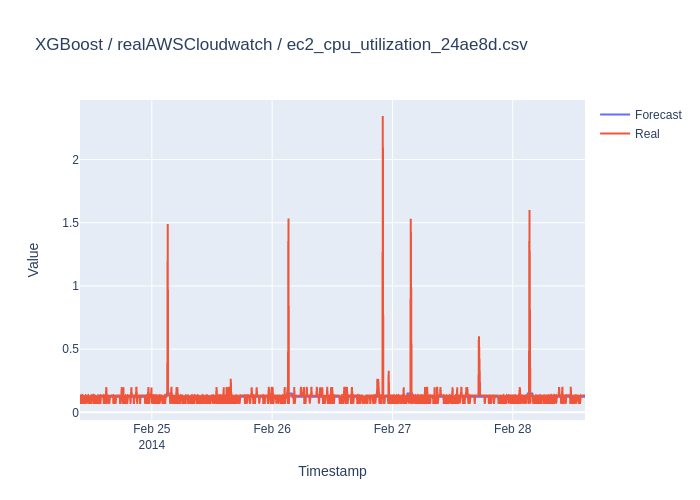 XGBoost / realAWSCloudwatch / ec2_cpu_utilization_24ae8d.csv
Forecast
Real
2
1.5
1
0.5
0
Value
Feb 25
2014
Feb 26
Feb 27
Feb 28
Timestamp